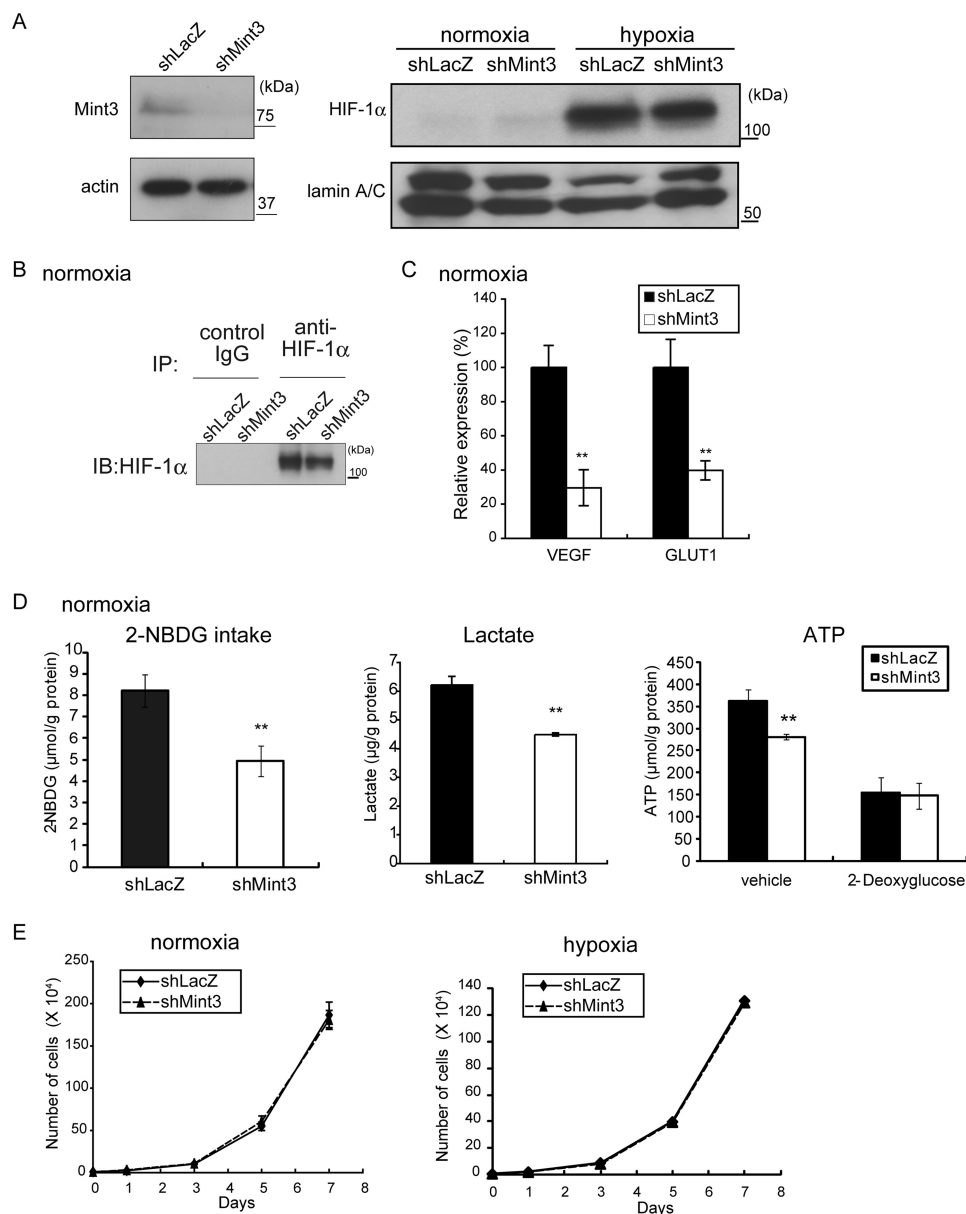 A
shLacZ
shMint3
(kDa)
Mint3
75
actin
37
normoxia
hypoxia
shLacZ
shMint3
shLacZ
shMint3
(kDa)
HIF-1α
100
lamin A/C
50
B
normoxia
IP:
control
IgG
anti-
HIF-1α
shLacZ
shMint3
shLacZ
shMint3
(kDa)
IB:HIF-1α
100
C
normoxia
shLacZ
shMint3
Relative expression (%)
140
120
100
80
60
40
20
0
**
**
VEGF
GLUT1
D
normoxia
2-NBDG intake
2-NBDG (μmol/g protein)
10
9
8
7
6
5
4
3
2
1
0
**
shLacZ
shMint3
Lactate
Lactate (μg/g protein)
7
6
5
4
3
2
1
0
**
shLacZ
shMint3
ATP
shLacZ
shMint3
ATP (μmol/g protein)
450
400
350
300
250
200
150
100
50
0
**
vehicle
2-Deoxyglucose
E
normoxia
shLacZ
shMint3
Number of cells (X 10⁴)
250
200
150
100
50
0
0 1 2 3 4 5 6 7 8
Days
hypoxia
shLacZ
shMint3
Number of cells (X 10⁴)
140
120
100
80
60
40
20
0
0 1 2 3 4 5 6 7 8
Days